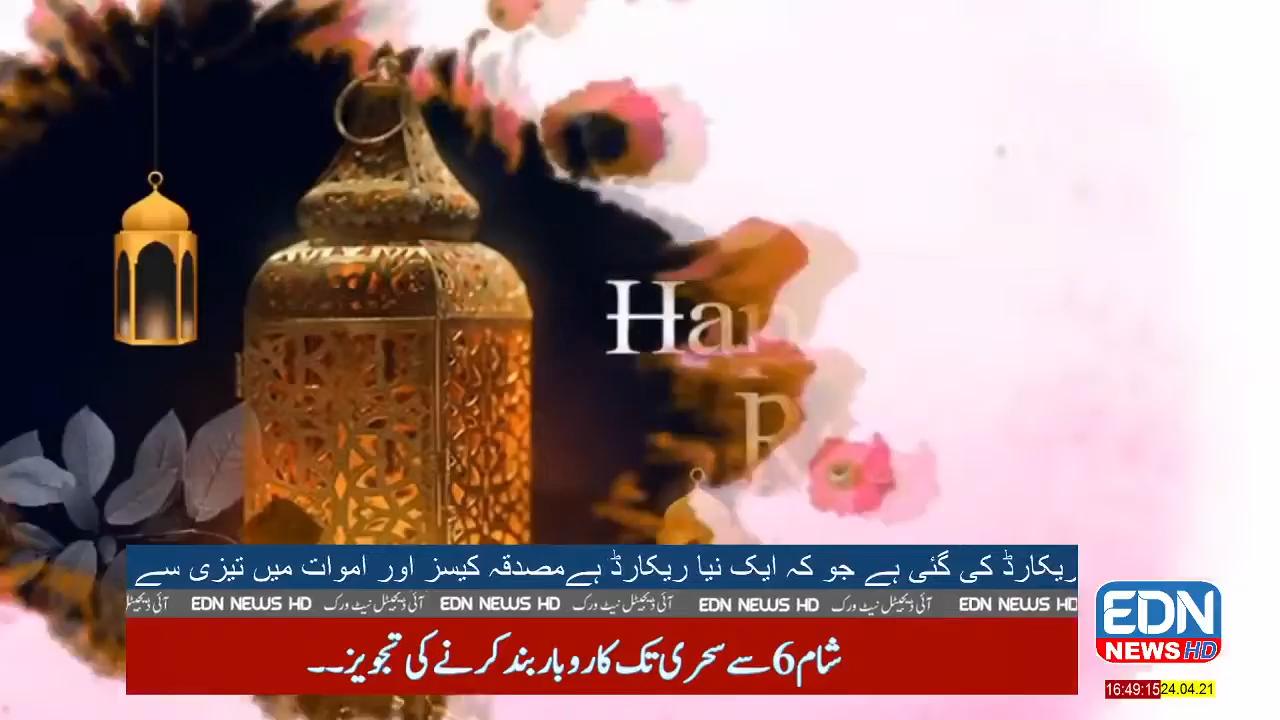 Han
R
ریکارڈ کی گئی ہے جو کہ ایک نیا ریکارڈ ہے مصدقہ کیسز اور اموات میں تیزی سے
EDN NEWS HD آئی ڈیجیٹل نیٹ ورک EDN NEWS HD آئی ڈیجیٹل نیٹ ورک EDN NEWS HD آئی ڈیجیٹل نیٹ ورک EDN NEWS HD
شام 6 سے سحری تک کاروبار بند کرنے کی تجویز۔۔
EDN
NEWS HD
16:49:15 24.04.21